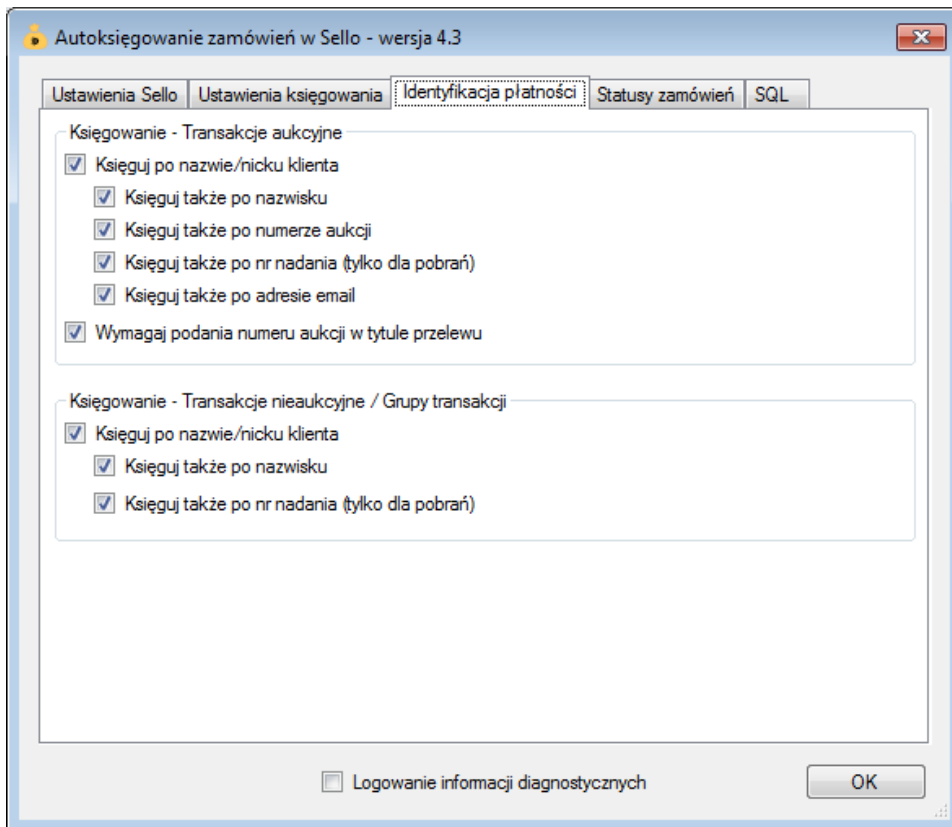 Autoksięgowanie zamówień w Sello - wersja 4.3
Ustawienia Sello Ustawienia księgowania Identyfikacja płatności Statusy zamówień SQL
Księgowanie - Transakcje aukcyjne
Księguj po nazwie/nicku klienta
Księguj także po nazwisku
Księguj także po numerze aukcji
Księguj także po nr nadania (tylko dla pobrań)
Księguj także po adresie email
Wymagaj podania numeru aukcji w tytule przelewu
Księgowanie - Transakcje nieaukcyjne / Grupy transakcji
Księguj po nazwie/nicku klienta
Księguj także po nazwisku
Księguj także po nr nadania (tylko dla pobrań)
Logowanie informacji diagnostycznych OK